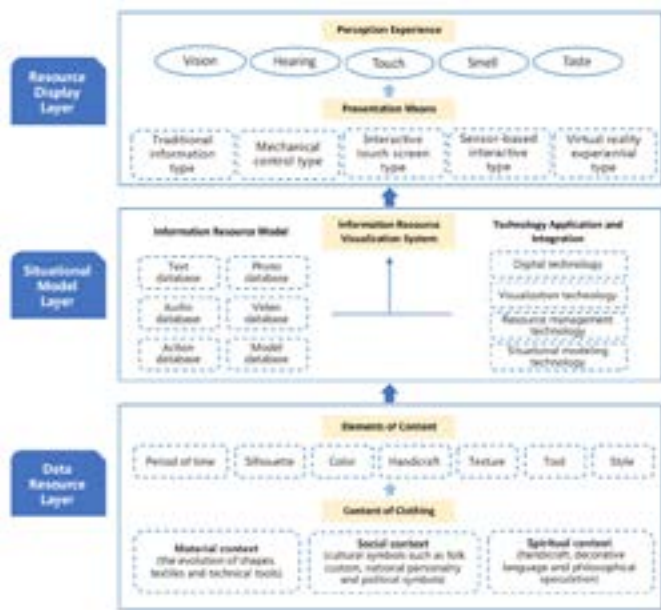 Resource
Display
Layer
Perception Experience
Vision
Hearing
Touch
Smell
Taste
Presentation Means
Traditional
information
type
Mechanical
control type
Interactive
touch screen
type
Sensor-based
interactive
type
Virtual reality
experiential
type
Situational
Model
Layer
Information Resource Model
Text
database
Photo
database
Audio
database
Video
database
Action
database
Model
database
Information Resource
Visualization System
Technology Application and
Integration
Digital technology
Visualization technology
Resource management
technology
Situational modeling
technology
Data
Resource
Layer
Elements of Content
Period of time
Silhouette
Color
Handicraft
Texture
Tool
Style
Content of Clothing
Material context
(the evolution of shapes,
textiles and technical tools)
Social context
(cultural symbols such as folk
custom, national personality
and political symbols)
Spiritual context
(handicraft, decorative
language and philosophical
speculation)